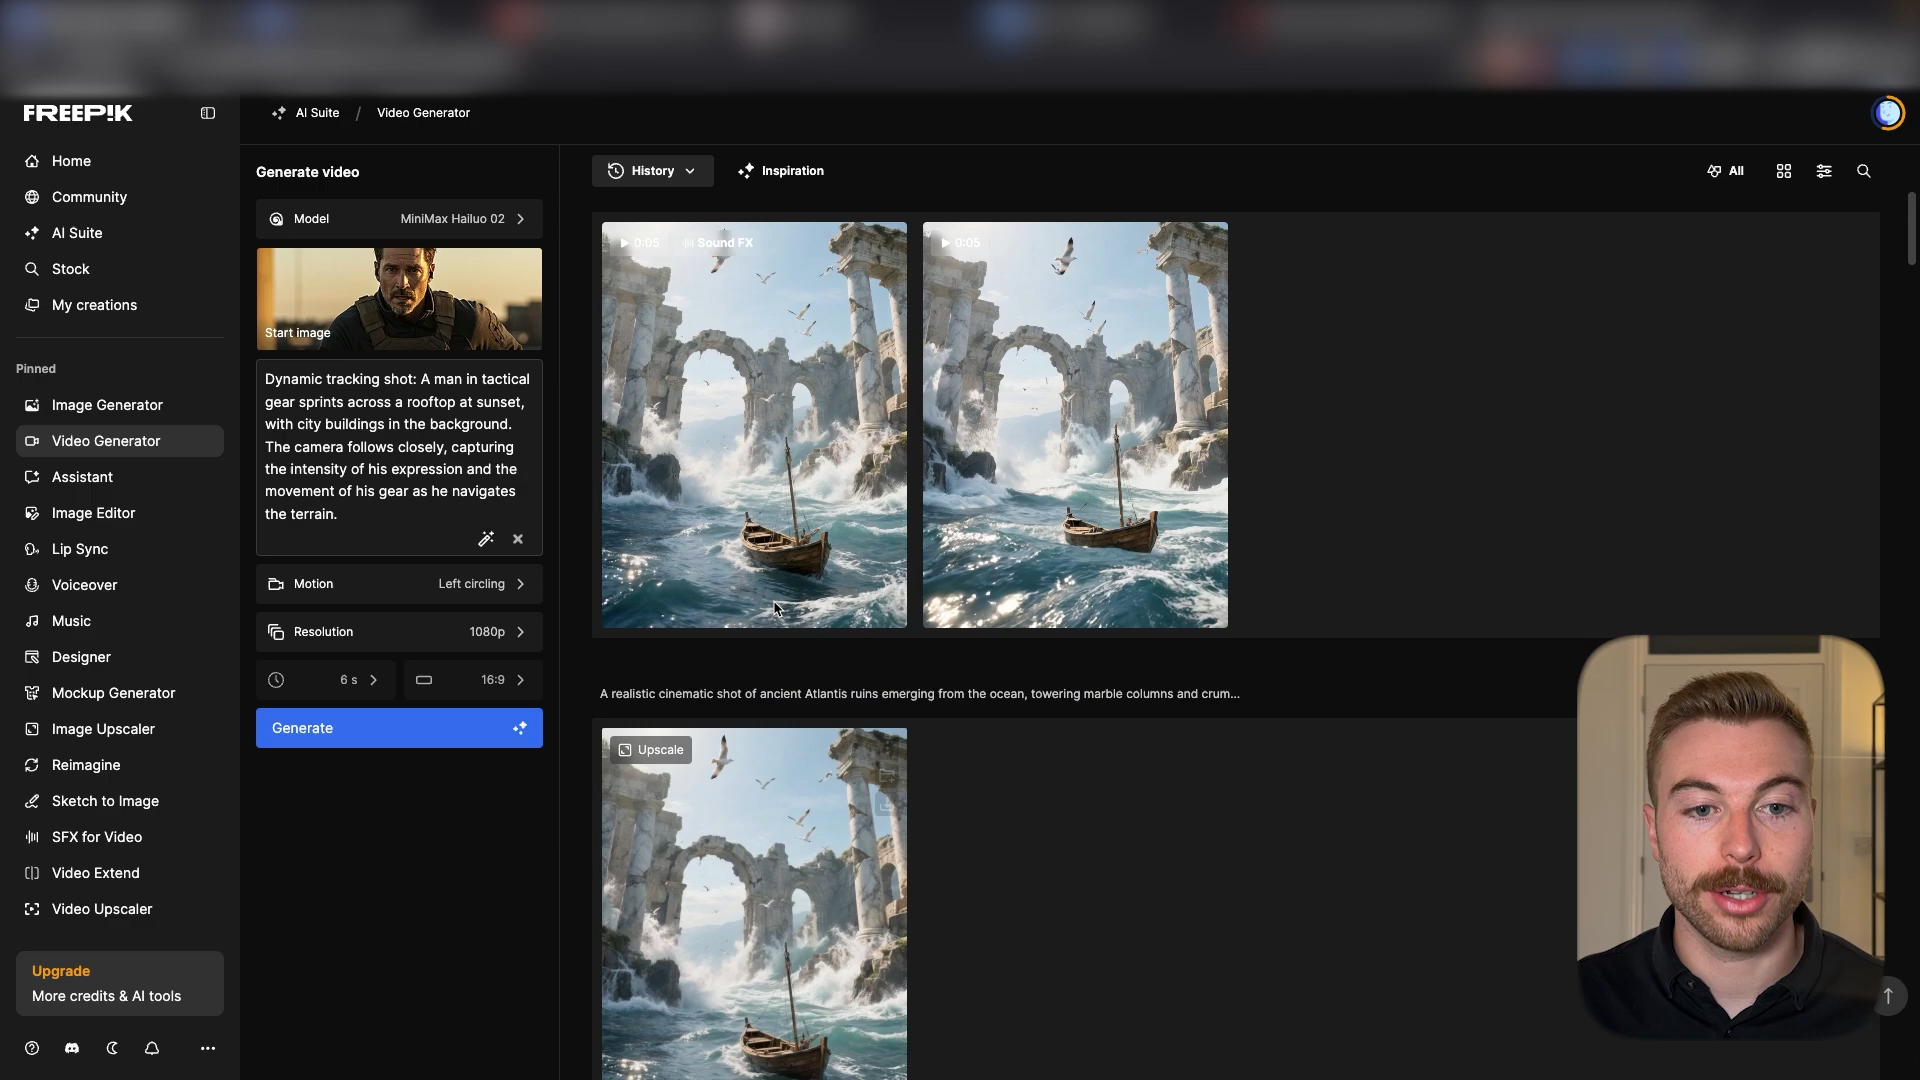 FREEP!K
AI Suite / Video Generator
Home
Community
AI Suite
Stock
My creations
Pinned
Image Generator
Video Generator
Assistant
Image Editor
Lip Sync
Voiceover
Music
Designer
Mockup Generator
Image Upscaler
Reimagine
Sketch to Image
SFX for Video
Video Extend
Video Upscaler
Upgrade
More credits & AI tools
Generate video
Model MiniMax Hailuo 02
Start image
Dynamic tracking shot: A man in tactical
gear sprints across a rooftop at sunset,
with city buildings in the background.
The camera follows closely, capturing
the intensity of his expression and the
movement of his gear as he navigates
the terrain.
Motion Left circling
Resolution 1080p
6 s 16:9
Generate
History Inspiration All
0:05 Sound FX 0:05
A realistic cinematic shot of ancient Atlantis ruins emerging from the ocean, towering marble columns and crum...
Upscale